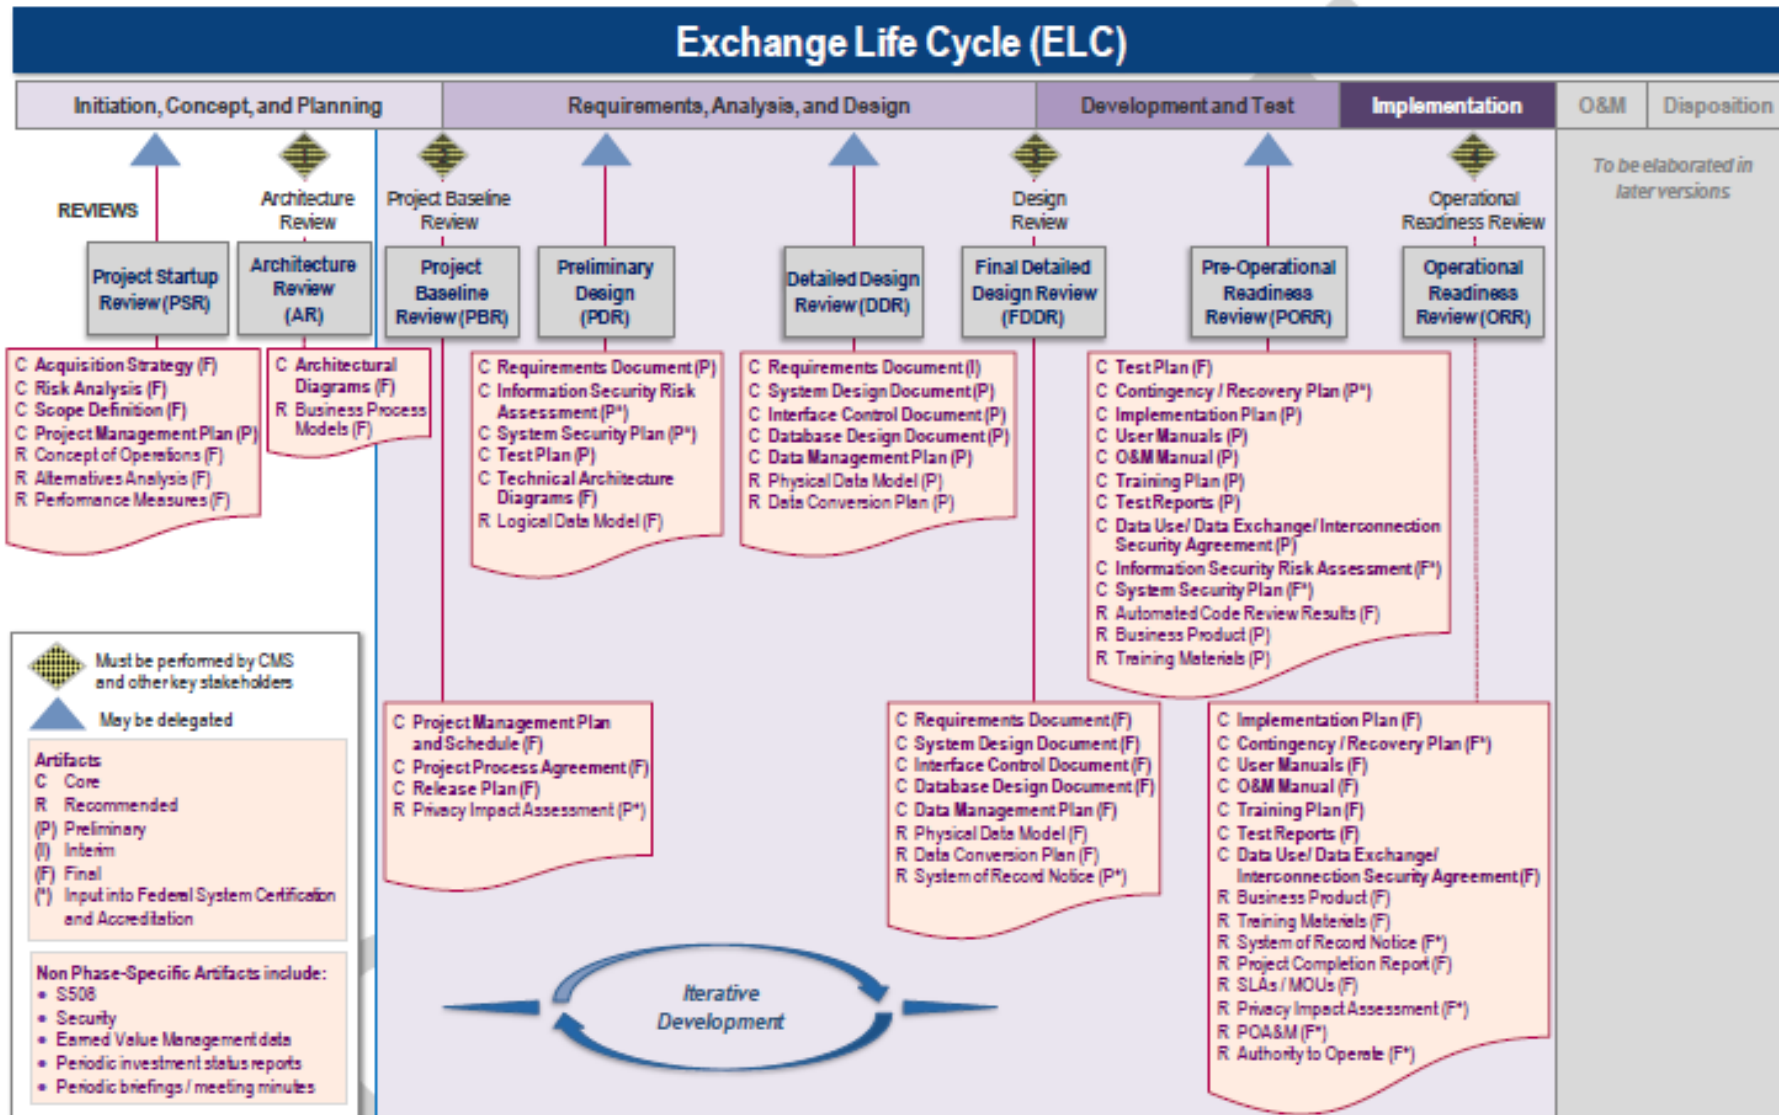 Exchange Life Cycle (ELC)
Initiation, Concept, and Planning
Requirements, Analysis, and Design
Development and Test
Implementation
O&M
Disposition
To be elaborated in
later versions
REVIEWS
1
Architecture
Review
2
Project Baseline
Review
3
Design
Review
4
Operational
Readiness Review
Project Startup
Review (PSR)
Architecture
Review
(AR)
Project
Baseline
Review (PBR)
Preliminary
Design
(PDR)
Detailed Design
Review (DDR)
Final Detailed
Design Review
(FDDR)
Pre-Operational
Readiness
Review (PORR)
Operational
Readiness
Review (ORR)
C Acquisition Strategy (F)
C Risk Analysis (F)
C Scope Definition (F)
C Project Management Plan (P)
R Concept of Operations (F)
R Alternatives Analysis (F)
R Performance Measures (F)
C Architectural
Diagrams (F)
R Business Process
Models (F)
C Requirements Document (P)
C Information Security Risk
Assessment (P*)
C System Security Plan (P*)
C Test Plan (P)
C Technical Architecture
Diagrams (F)
R Logical Data Model (F)
C Requirements Document (I)
C System Design Document (P)
C Interface Control Document (P)
C Database Design Document (P)
C Data Management Plan (P)
R Physical Data Model (P)
R Data Conversion Plan (P)
C Test Plan (F)
C Contingency / Recovery Plan (P*)
C Implementation Plan (P)
C User Manuals (P)
C O&M Manual (P)
C Training Plan (P)
C Test Reports (P)
C Data Use/ Data Exchange/ Interconnection
Security Agreement (P)
C Information Security Risk Assessment (F*)
C System Security Plan (F*)
R Automated Code Review Results (F)
R Business Product (P)
R Training Materials (P)
Must be performed by CMS
and other key stakeholders
May be delegated
Artifacts
C Core
R Recommended
(P) Preliminary
(I) Interim
(F) Final
(*) Input into Federal System Certification
and Accreditation
Non Phase-Specific Artifacts include:
• S508
• Security
• Earned Value Management data
• Periodic investment status reports
• Periodic briefings / meeting minutes
C Project Management Plan
and Schedule (F)
C Project Process Agreement (F)
C Release Plan (F)
R Privacy Impact Assessment (P*)
C Requirements Document (F)
C System Design Document (F)
C Interface Control Document (F)
C Database Design Document (F)
C Data Management Plan (F)
R Physical Data Model (F)
R Data Conversion Plan (F)
R System of Record Notice (P*)
C Implementation Plan (F)
C Contingency / Recovery Plan (F*)
C User Manuals (F)
C O&M Manual (F)
C Training Plan (F)
C Test Reports (F)
C Data Use/ Data Exchange/
Interconnection Security Agreement (F)
R Business Product (F)
R Training Materials (F)
R System of Record Notice (F*)
R Project Completion Report (F)
R SLAs / MOUs (F)
R Privacy Impact Assessment (F*)
R POA&M (F*)
R Authority to Operate (F*)
Iterative
Development